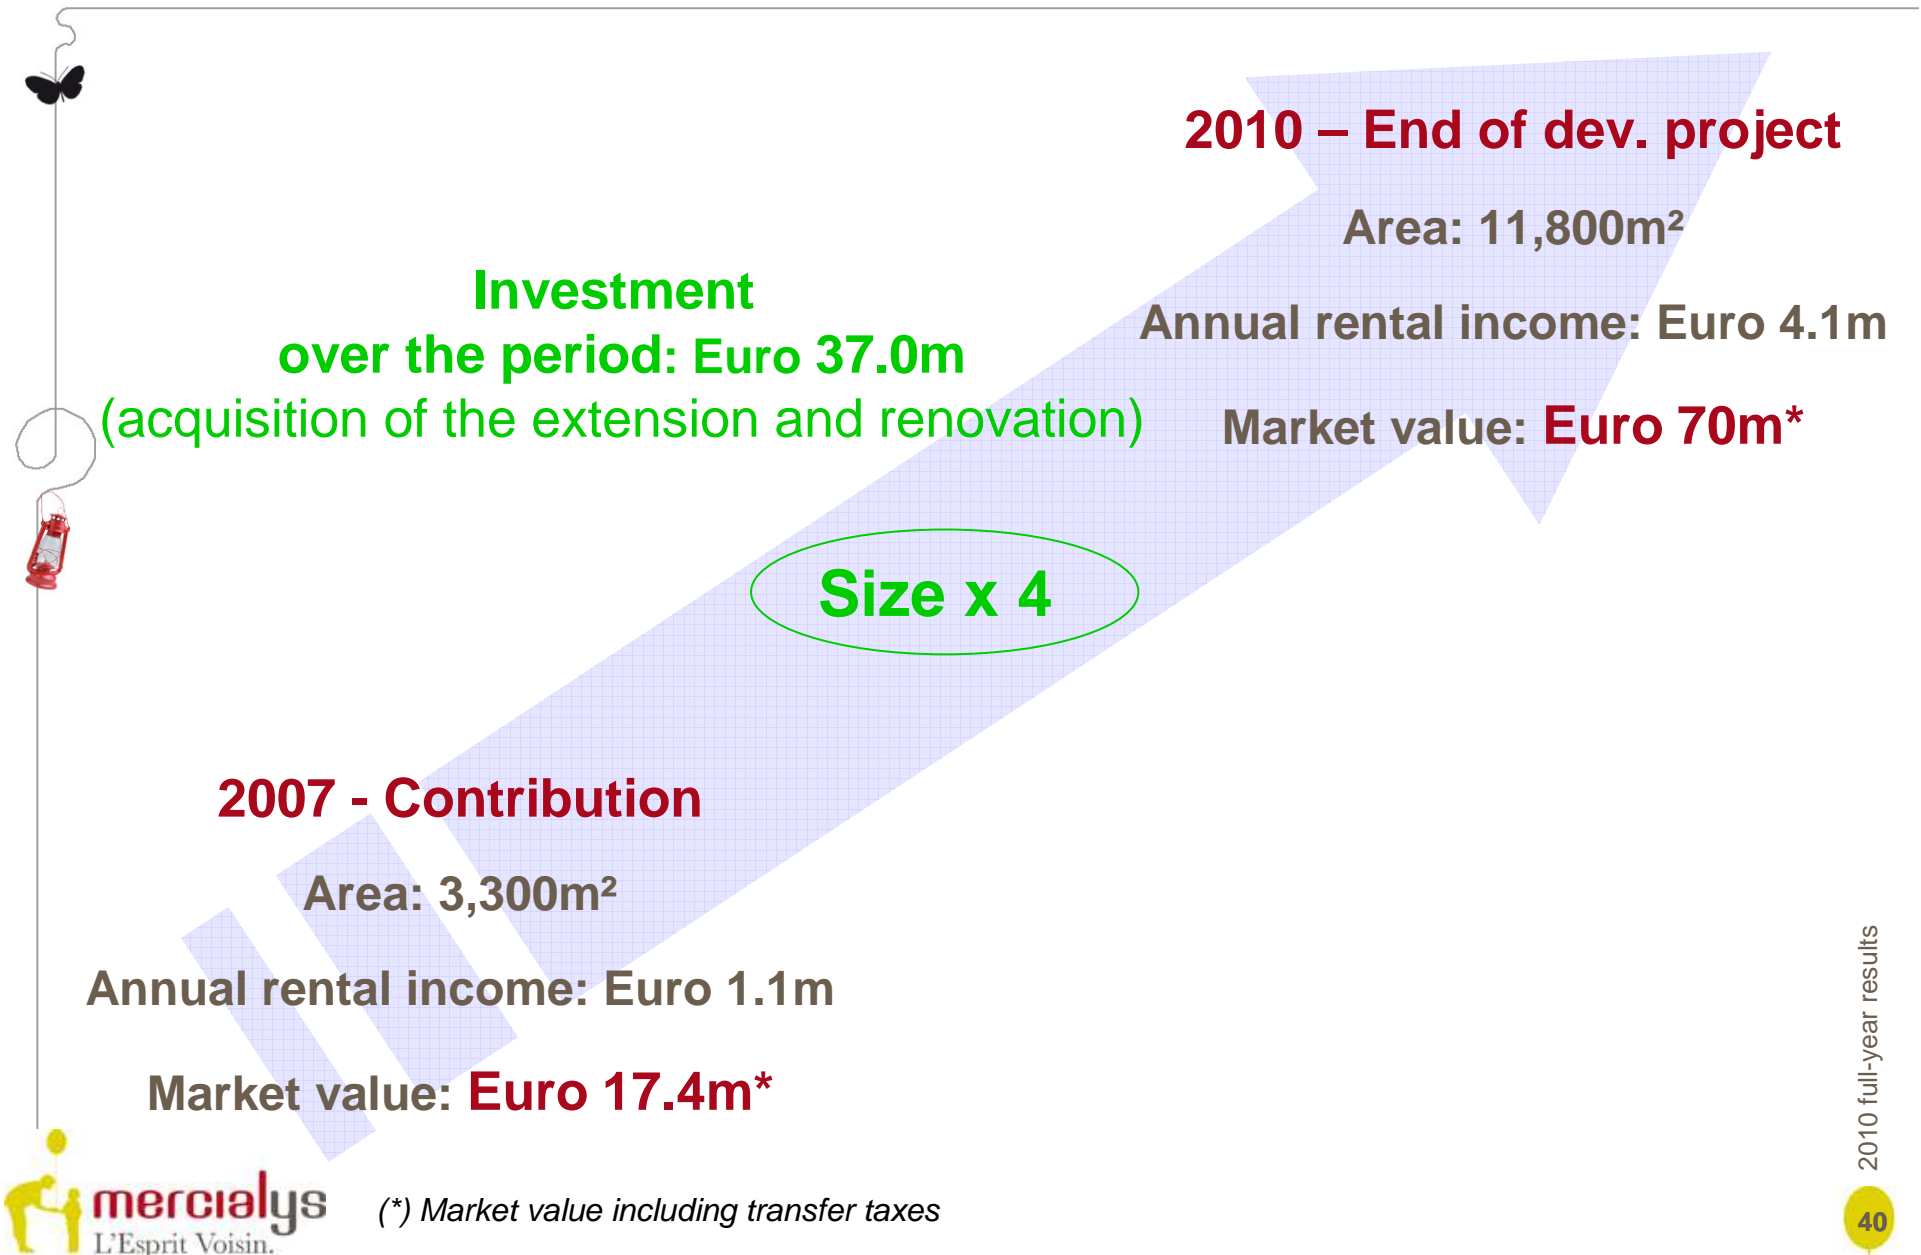 2010 – End of dev. project
Area: 11,800m²
Annual rental income: Euro 4.1m
Market value: Euro 70m*
Investment
over the period: Euro 37.0m
(acquisition of the extension and renovation)
Size x 4
2007 - Contribution
Area: 3,300m²
Annual rental income: Euro 1.1m
Market value: Euro 17.4m*
2010 full-year results
mercialys
L'Esprit Voisin.
(*) Market value including transfer taxes
40